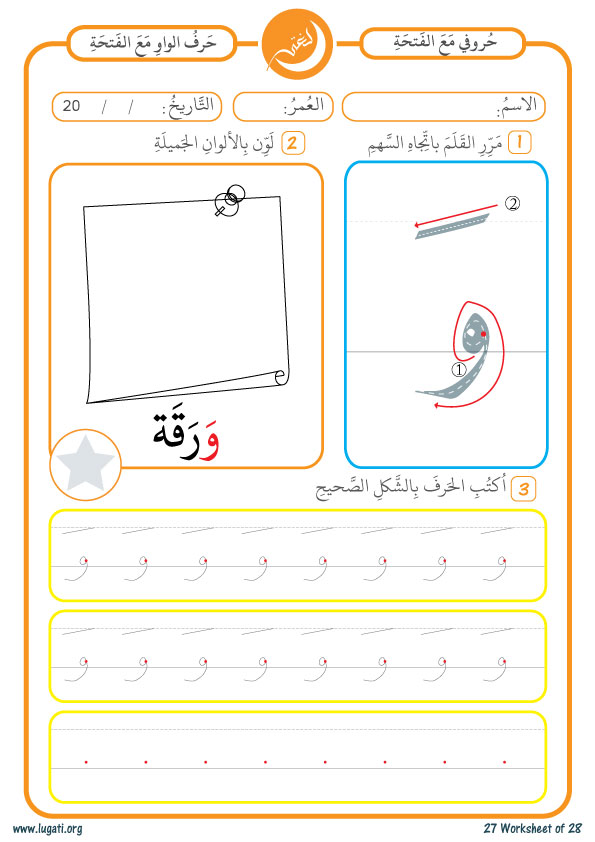 حُروفي مَعَ الفَتحَةِ
لغتي
حَرفُ الواوِ مَعَ الفَتحَةِ
الاسمُ:
العُمرُ:
التَّاريخُ: / / 20
1 مَرِّرِ القَلَمَ باتِّجاهِ السَّهمِ
2 لَوِّن بِالألوانِ الجَميلَةِ
②
وَ
①
وَرَقَة
3 اُكتُبِ الحَرفَ بِالشَّكلِ الصَّحيحِ
وَ وَ وَ وَ وَ وَ وَ وَ
وَ وَ وَ وَ وَ وَ وَ وَ
www.lugati.org
27 Worksheet of 28